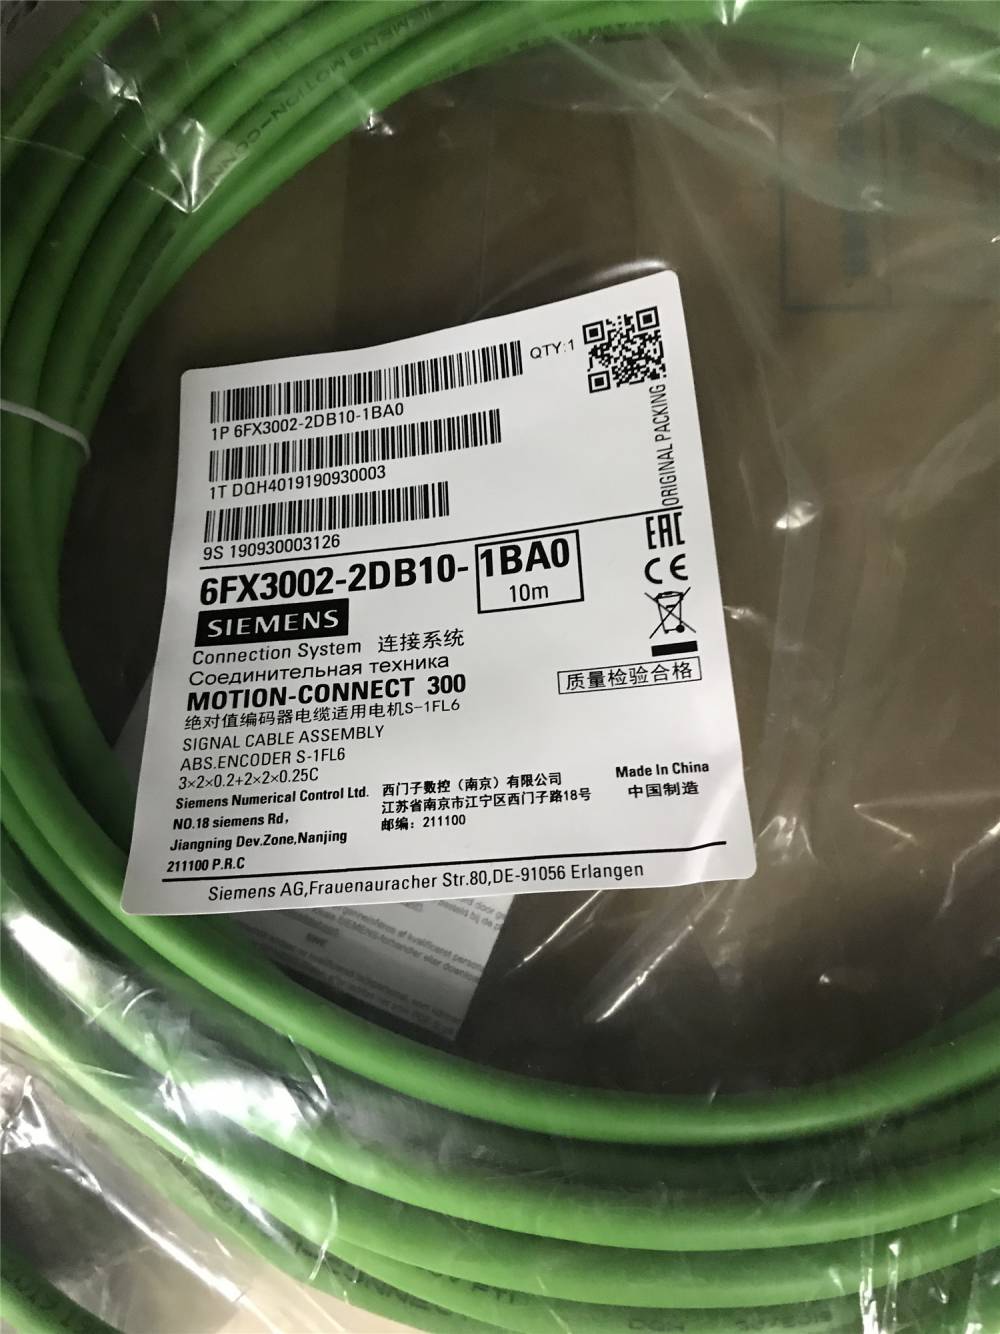 SIEMENS MOTION-CONN
QTY:1
1P 6FX3002-2DB10-1BA0
1T DQH4019190930003
9S 190930003126
ORIGINAL PACKING
6FX3002-2DB10-1BA0
10m
EAC
CE
SIEMENS
Connection System 连接系统
Соединительная техника
MOTION-CONNECT 300
质量检验合格
绝对值编码器电缆适用电机S-1FL6
SIGNAL CABLE ASSEMBLY
ABS.ENCODER S-1FL6
3×2×0.2+2×2×0.25C
Siemens Numerical Control Ltd.
NO.18 siemens Rd,
Jiangning Dev.Zone,Nanjing
211100 P.R.C
西门子数控（南京）有限公司
江苏省南京市江宁区西门子路18号
邮编：211100
Made In China
中国制造
Siemens AG,Frauenauracher Str.80,DE-91056 Erlangen